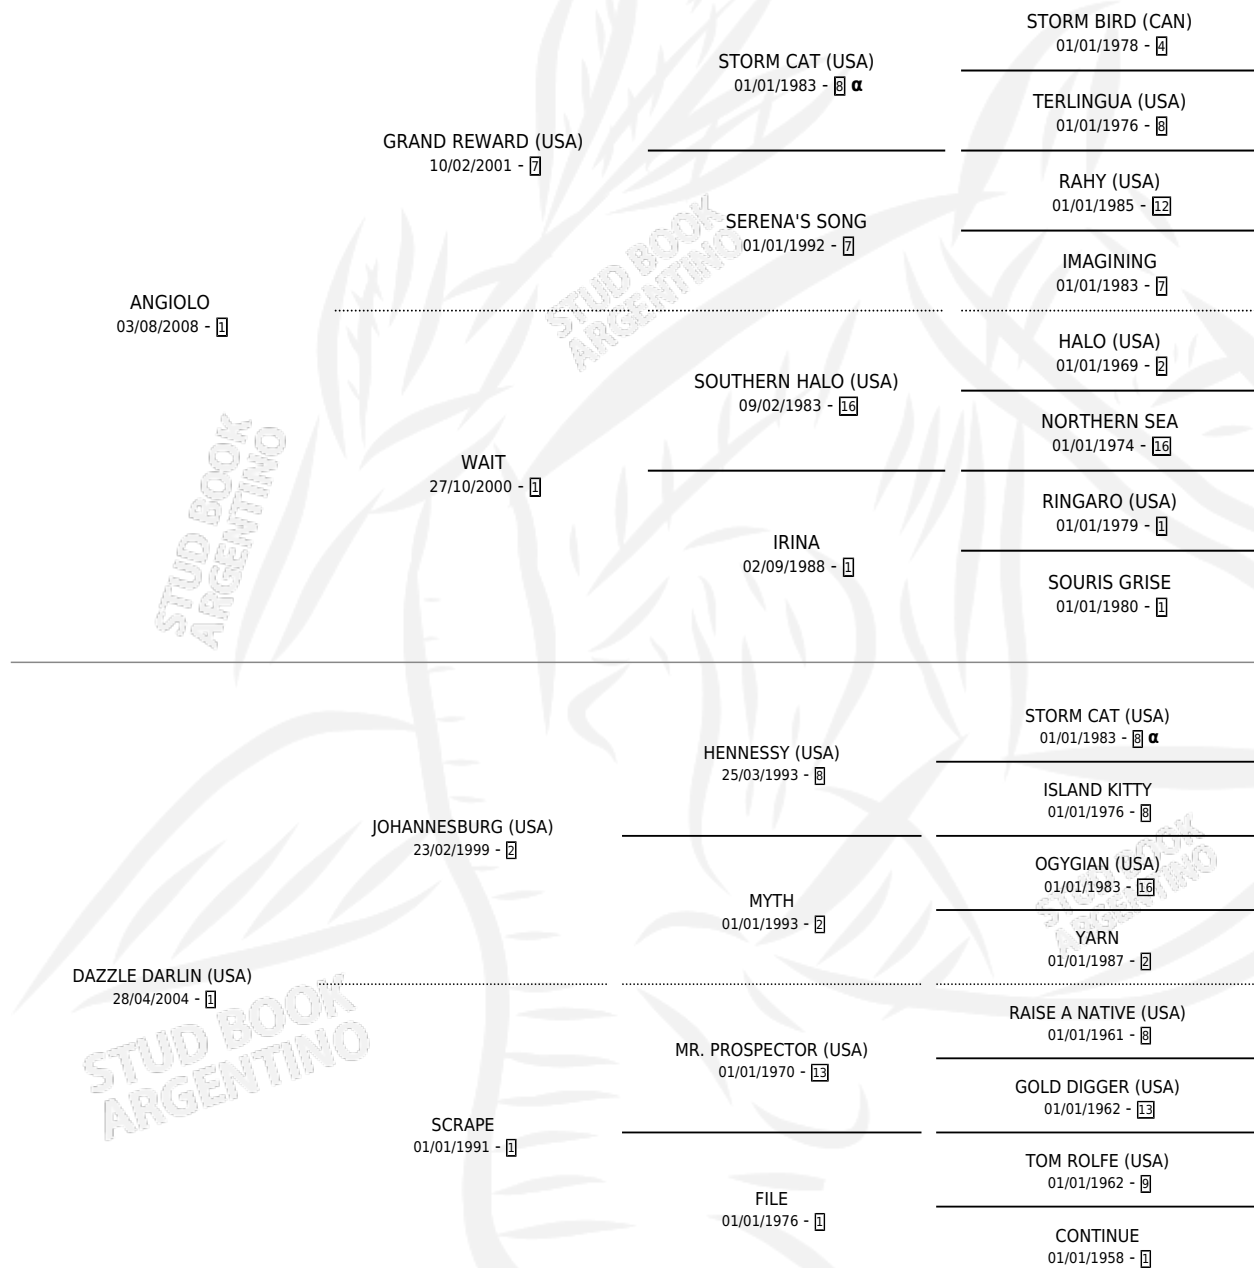 STORM BIRD (CAN)
01/01/1978 - 4
STORM CAT (USA)
01/01/1983 - 8 α
TERLINGUA (USA)
01/01/1976 - 8
GRAND REWARD (USA)
10/02/2001 - 7
RAHY (USA)
01/01/1985 - 12
SERENA'S SONG
01/01/1992 - 7
IMAGINING
01/01/1983 - 7
ANGIOLO
03/08/2008 - 1
HALO (USA)
01/01/1969 - 2
SOUTHERN HALO (USA)
09/02/1983 - 16
NORTHERN SEA
01/01/1974 - 16
WAIT
27/10/2000 - 1
RINGARO (USA)
01/01/1979 - 1
IRINA
02/09/1988 - 1
SOURIS GRISE
01/01/1980 - 1
STORM CAT (USA)
01/01/1983 - 8 α
HENNESSY (USA)
25/03/1993 - 8
ISLAND KITTY
01/01/1976 - 8
JOHANNESBURG (USA)
23/02/1999 - 2
OGYGIAN (USA)
01/01/1983 - 16
MYTH
01/01/1993 - 2
YARN
01/01/1987 - 2
DAZZLE DARLIN (USA)
28/04/2004 - 1
RAISE A NATIVE (USA)
01/01/1961 - 8
MR. PROSPECTOR (USA)
01/01/1970 - 13
GOLD DIGGER (USA)
01/01/1962 - 13
SCRAPE
01/01/1991 - 1
TOM ROLFE (USA)
01/01/1962 - 9
FILE
01/01/1976 - 1
CONTINUE
01/01/1958 - 1
STUD BOOK
ARGENTINO
STUD BOOK
ARGENTINO
STUD BOOK
ARGENTINO
STUD BOOK
ARGENTINO